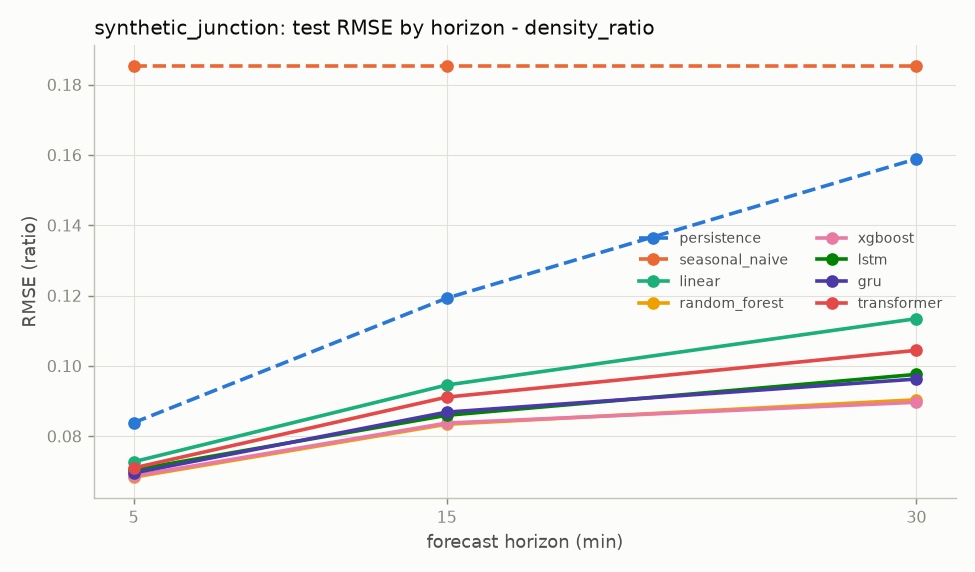 synthetic_junction: test RMSE by horizon - density_ratio
0.18
0.16
0.14
0.12
0.10
0.08
RMSE (ratio)
persistence
seasonal_naive
linear
random_forest
xgboost
lstm
gru
transformer
5
15
30
forecast horizon (min)